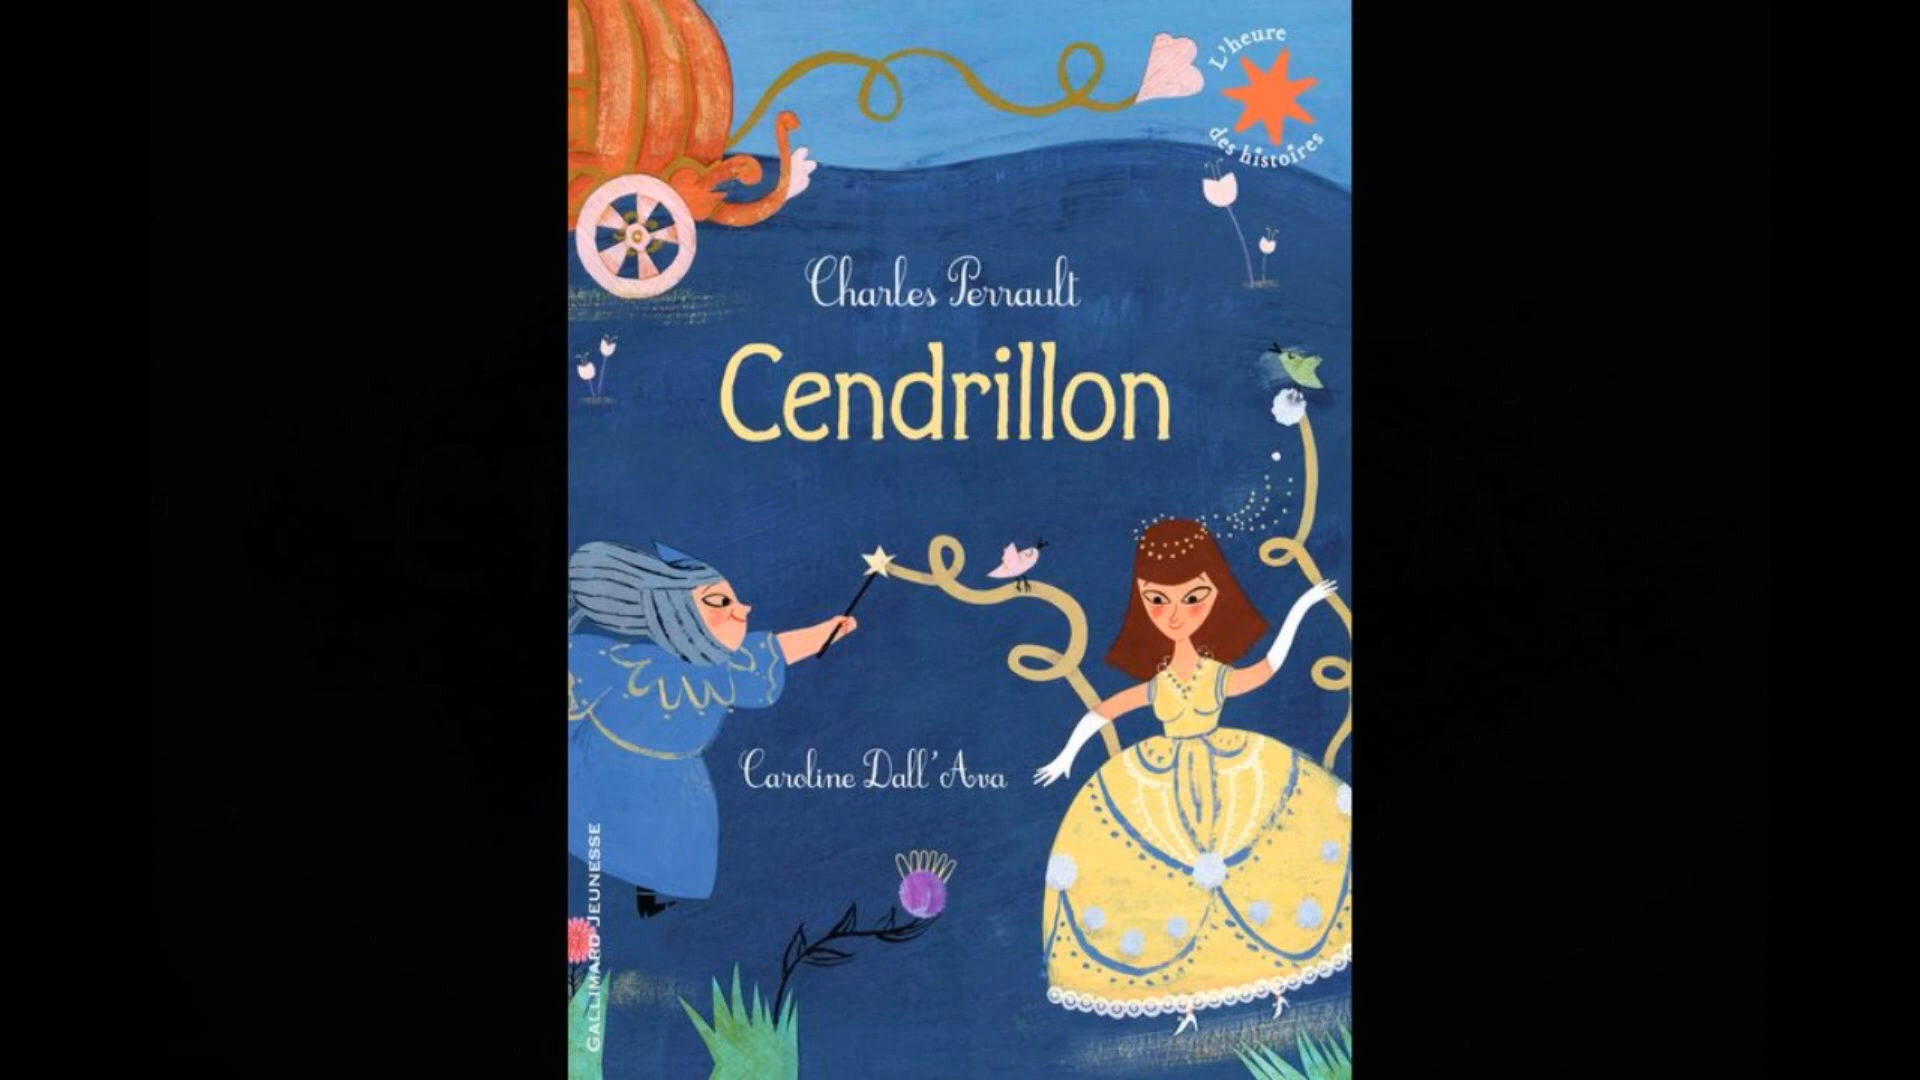 L'heure
des histoires
Charles Perrault
Cendrillon
Caroline Dall'Ava
GALLIMARD JEUNESSE